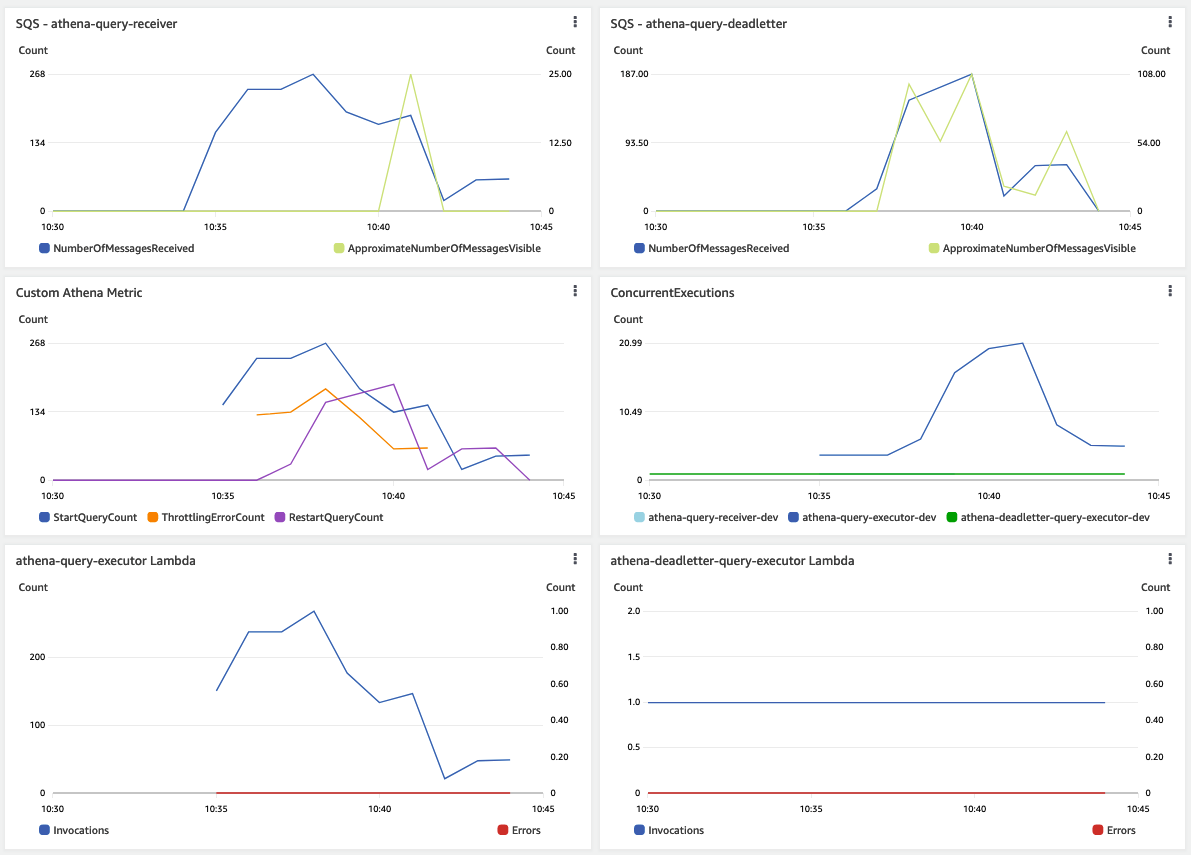 SQS - athena-query-receiver
Count Count
268 25.00
134 12.50
0 0
10:30 10:35 10:40 10:45
NumberOfMessagesReceived ApproximateNumberOfMessagesVisible
SQS - athena-query-deadletter
Count Count
187.00 108.00
93.50 54.00
0 0
10:30 10:35 10:40 10:45
NumberOfMessagesReceived ApproximateNumberOfMessagesVisible
Custom Athena Metric
Count
268
134
0
10:30 10:35 10:40 10:45
StartQueryCount ThrottlingErrorCount RestartQueryCount
ConcurrentExecutions
Count
20.99
10.49
0
10:30 10:35 10:40 10:45
athena-query-receiver-dev athena-query-executor-dev athena-deadletter-query-executor-dev
athena-query-executor Lambda
Count Count
1.00
0.80
200
0.60
0.40
100
0.20
0 0
10:30 10:35 10:40 10:45
Invocations Errors
athena-deadletter-query-executor Lambda
Count Count
2.0 1.00
0.80
1.5
0.60
1.0
0.40
0.5
0.20
0 0
10:30 10:35 10:40 10:45
Invocations Errors